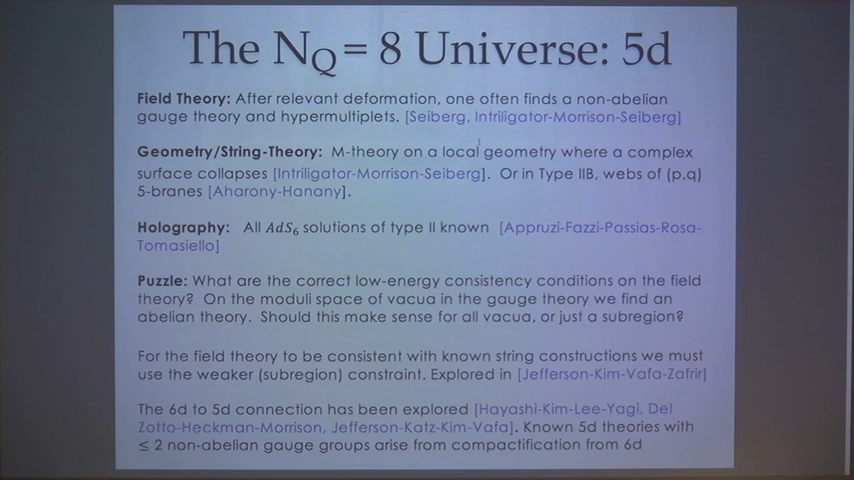 The N_Q = 8 Universe: 5d
Field Theory: After relevant deformation, one often finds a non-abelian
gauge theory and hypermultiplets. [Seiberg, Intriligator-Morrison-Seiberg]
Geometry/String-Theory: M-theory on a local geometry where a complex
surface collapses [Intriligator-Morrison-Seiberg]. Or in Type IIB, webs of (p,q)
5-branes [Aharony-Hanany].
Holography: All AdS₆ solutions of type II known [Appruzi-Fazzi-Passias-Rosa-
Tomasiello]
Puzzle: What are the correct low-energy consistency conditions on the field
theory? On the moduli space of vacua in the gauge theory we find an
abelian theory. Should this make sense for all vacua, or just a subregion?
For the field theory to be consistent with known string constructions we must
use the weaker (subregion) constraint. Explored in [Jefferson-Kim-Vafa-Zafrir]
The 6d to 5d connection has been explored [Hayashi-Kim-Lee-Yagi, Del
Zotto-Heckman-Morrison, Jefferson-Katz-Kim-Vafa]. Known 5d theories with
≤ 2 non-abelian gauge groups arise from compactification from 6d